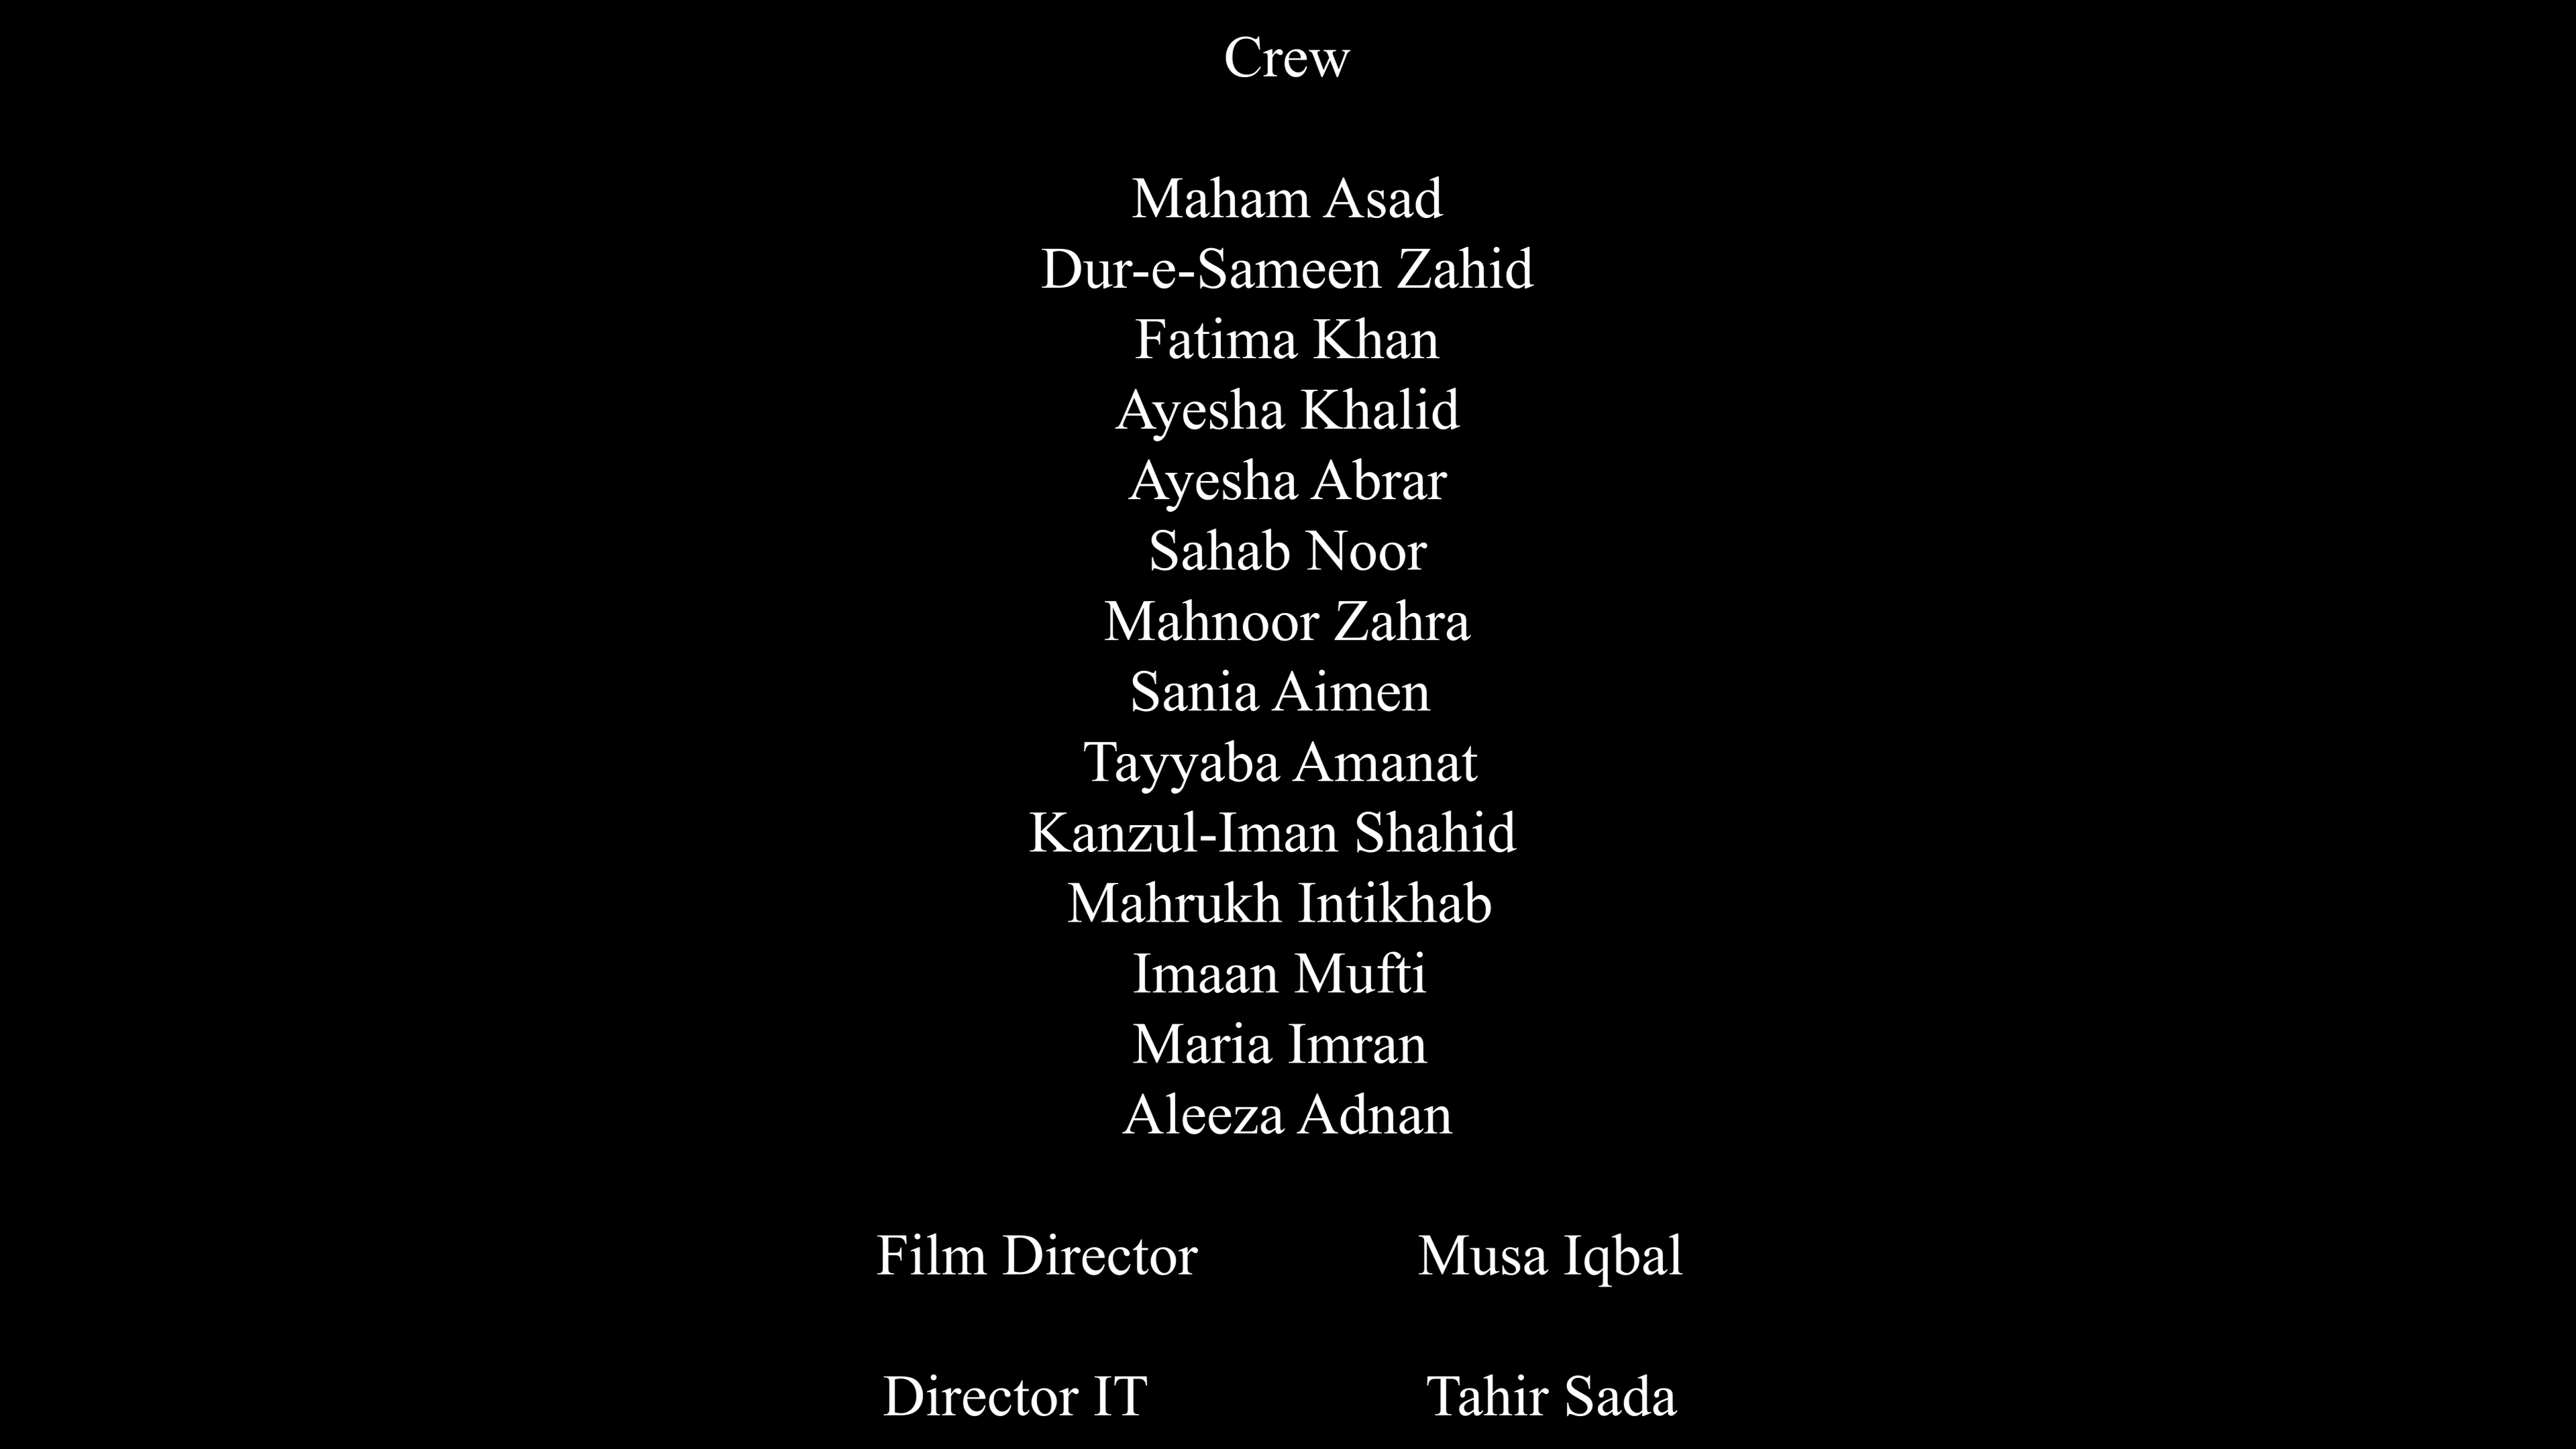 Crew
Maham Asad
Dur-e-Sameen Zahid
Fatima Khan
Ayesha Khalid
Ayesha Abrar
Sahab Noor
Mahnoor Zahra
Sania Aimen
Tayyaba Amanat
Kanzul-Iman Shahid
Mahrukh Intikhab
Imaan Mufti
Maria Imran
Aleeza Adnan
Film Director Musa Iqbal
Director IT Tahir Sada